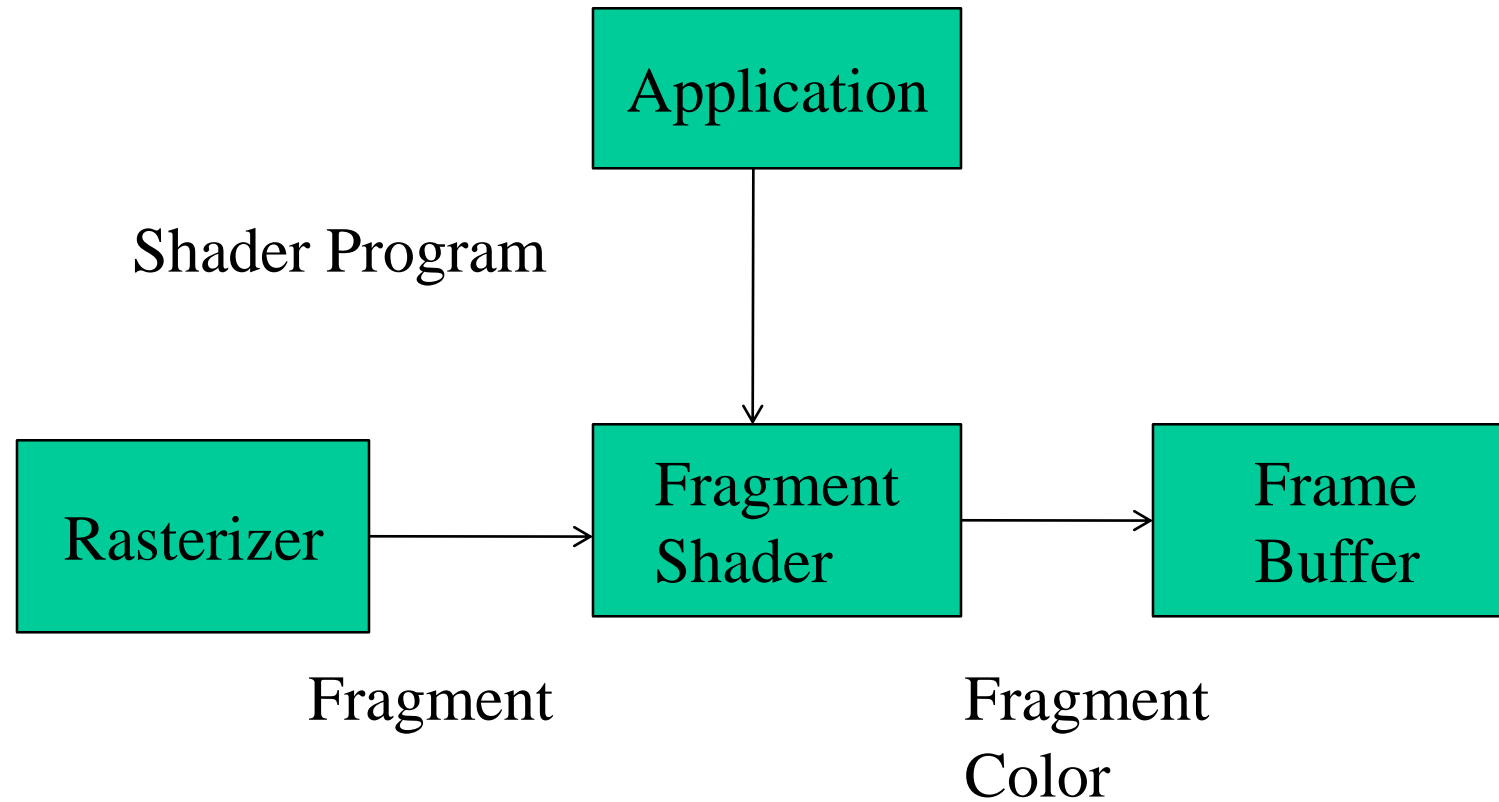 Application
Shader Program
Rasterizer
Fragment
Shader
Frame
Buffer
Fragment
Fragment
Color